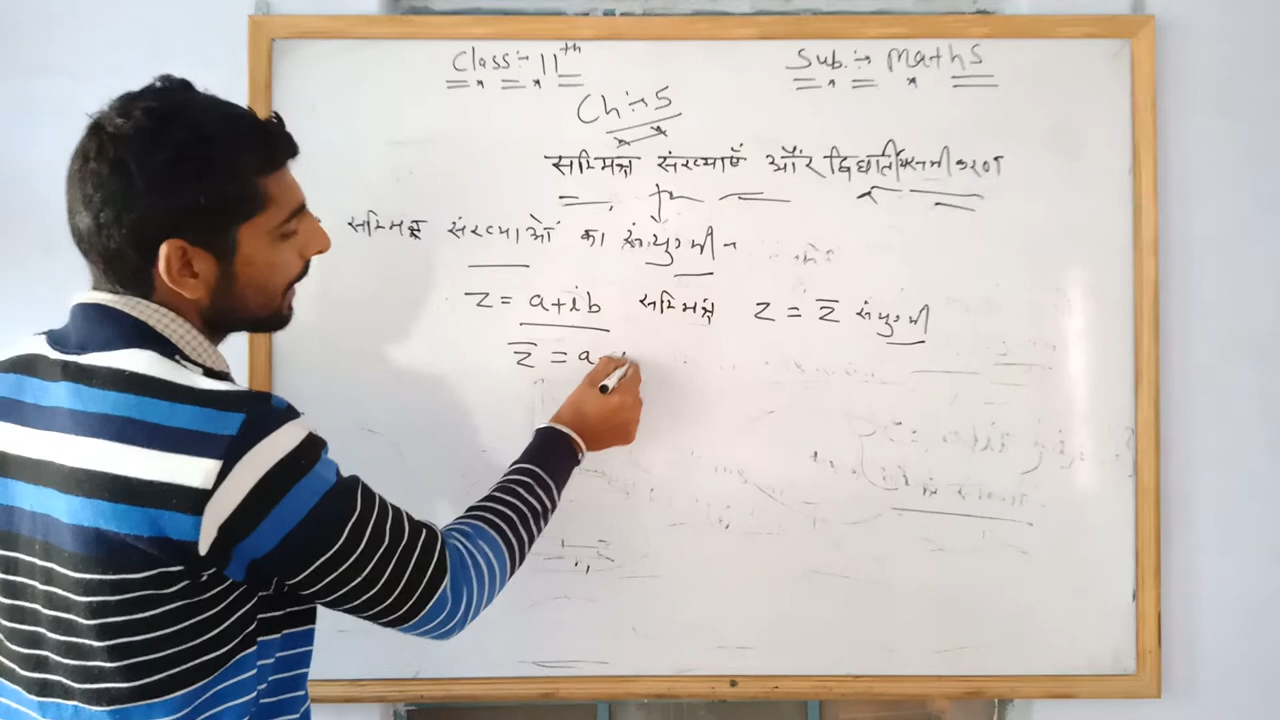 Class:- 11th Sub.:- Maths
Ch:-5
सम्मिश्र संख्याएँ और द्विघातीय समीकरण
सम्मिश्र संख्याओं का संयुग्मी -
Z = a+ib सम्मिश्र Z = Z̅ संयुग्मी
Z̅ = a -